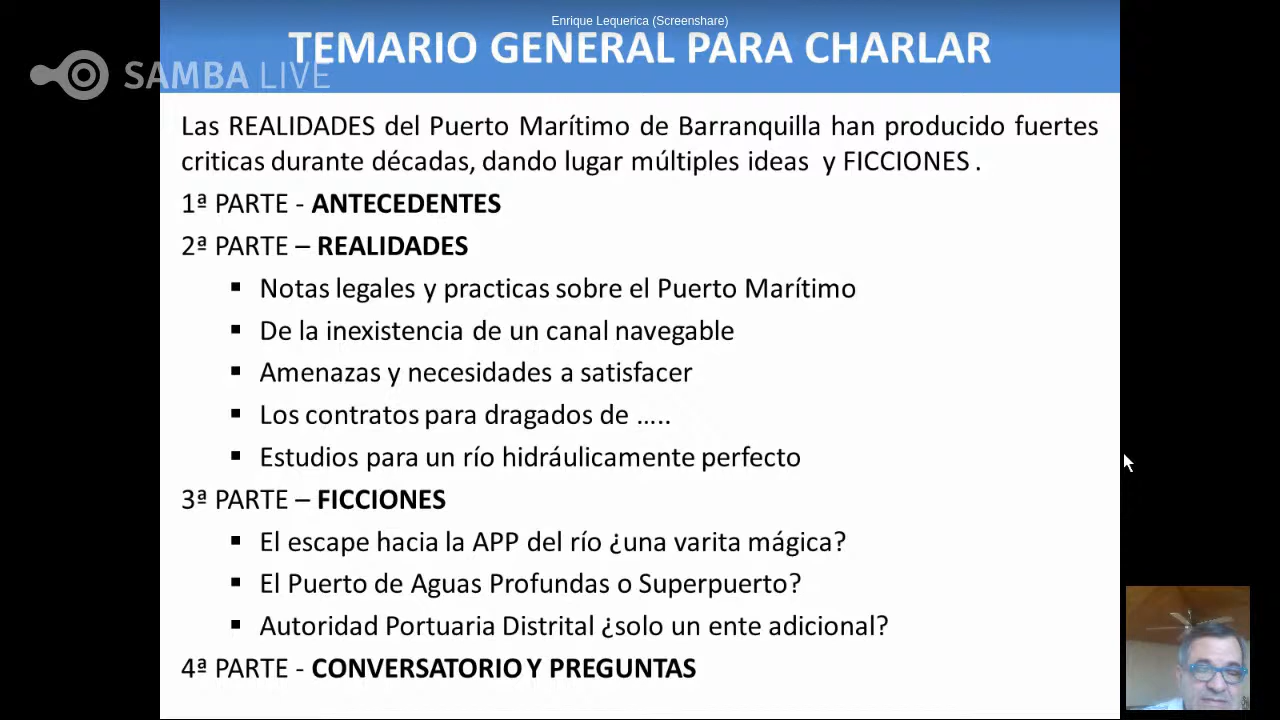 Enrique Lequerica (Screenshare)
TEMARIO GENERAL PARA CHARLAR
SAMBA LIVE
Las REALIDADES del Puerto Marítimo de Barranquilla han producido fuertes
criticas durante décadas, dando lugar múltiples ideas y FICCIONES .
1ª PARTE - ANTECEDENTES
2ª PARTE – REALIDADES
▪ Notas legales y practicas sobre el Puerto Marítimo
▪ De la inexistencia de un canal navegable
▪ Amenazas y necesidades a satisfacer
▪ Los contratos para dragados de .....
▪ Estudios para un río hidráulicamente perfecto
3ª PARTE – FICCIONES
▪ El escape hacia la APP del río ¿una varita mágica?
▪ El Puerto de Aguas Profundas o Superpuerto?
▪ Autoridad Portuaria Distrital ¿solo un ente adicional?
4ª PARTE - CONVERSATORIO Y PREGUNTAS